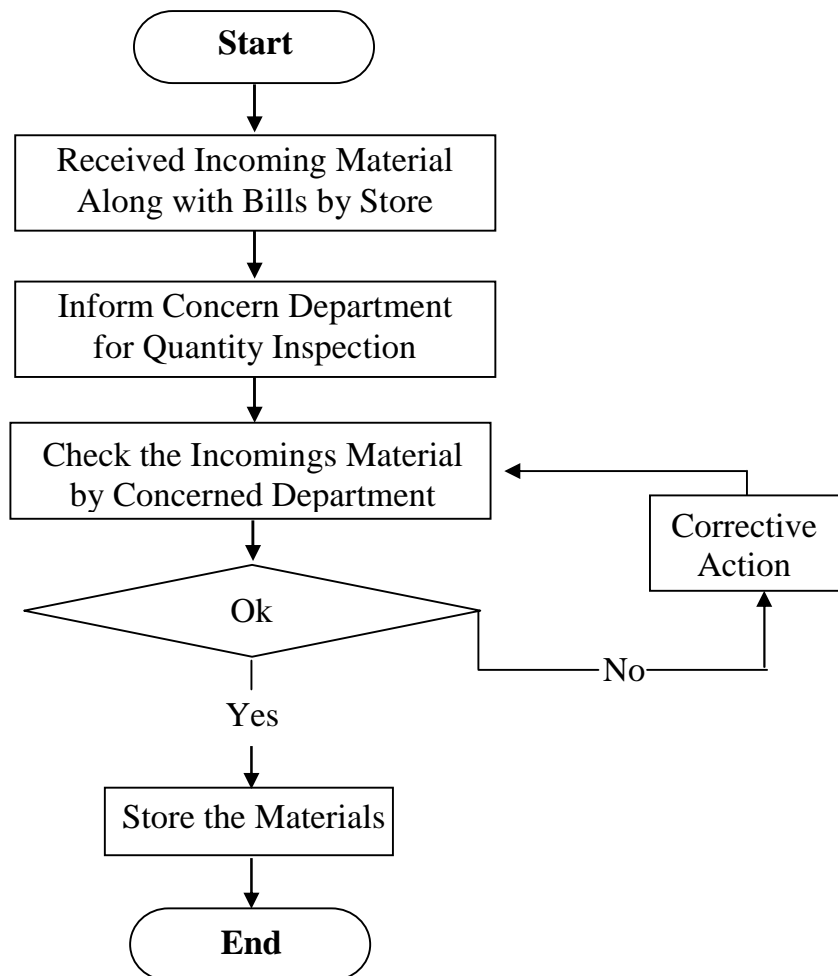 Start
Received Incoming Material
Along with Bills by Store
Inform Concern Department
for Quantity Inspection
Check the Incomings Material
by Concerned Department
Corrective
Action
Ok
No
Yes
Store the Materials
End